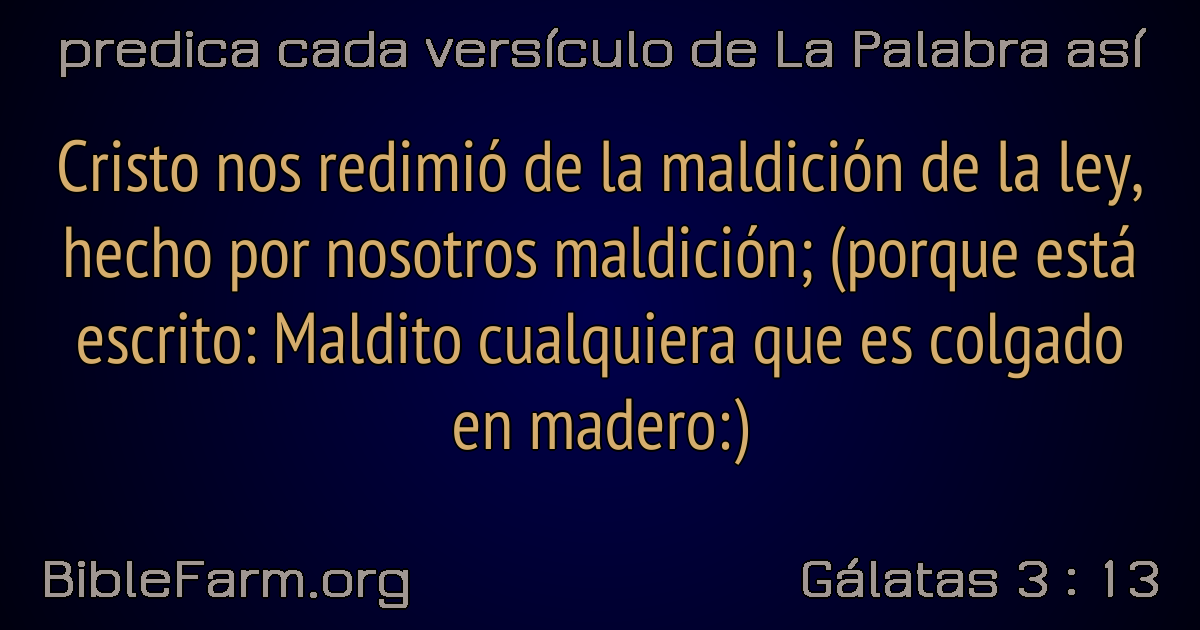 predica cada versículo de La Palabra así
Cristo nos redimió de la maldición de la ley,
hecho por nosotros maldición; (porque está
escrito: Maldito cualquiera que es colgado
en madero:)
BibleFarm.org
Gálatas 3 : 13